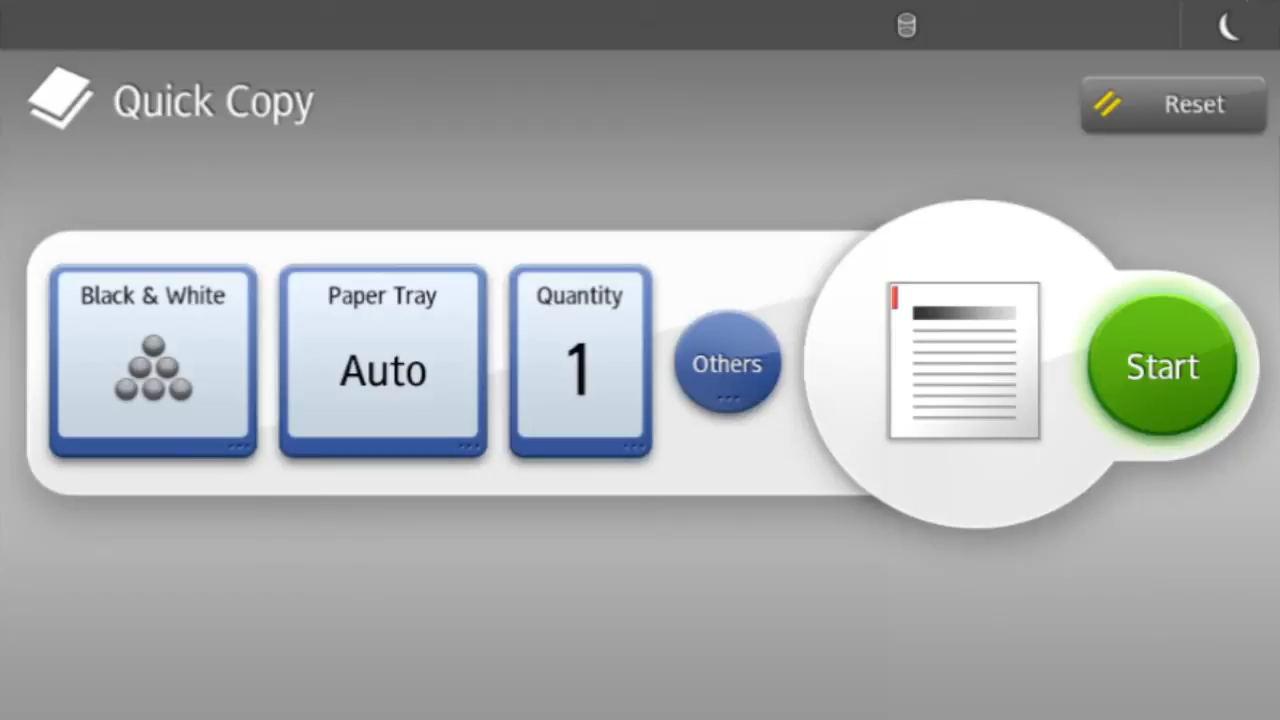 Quick Copy
Reset
Black & White
Paper Tray
Auto
Quantity
1
Others
Start